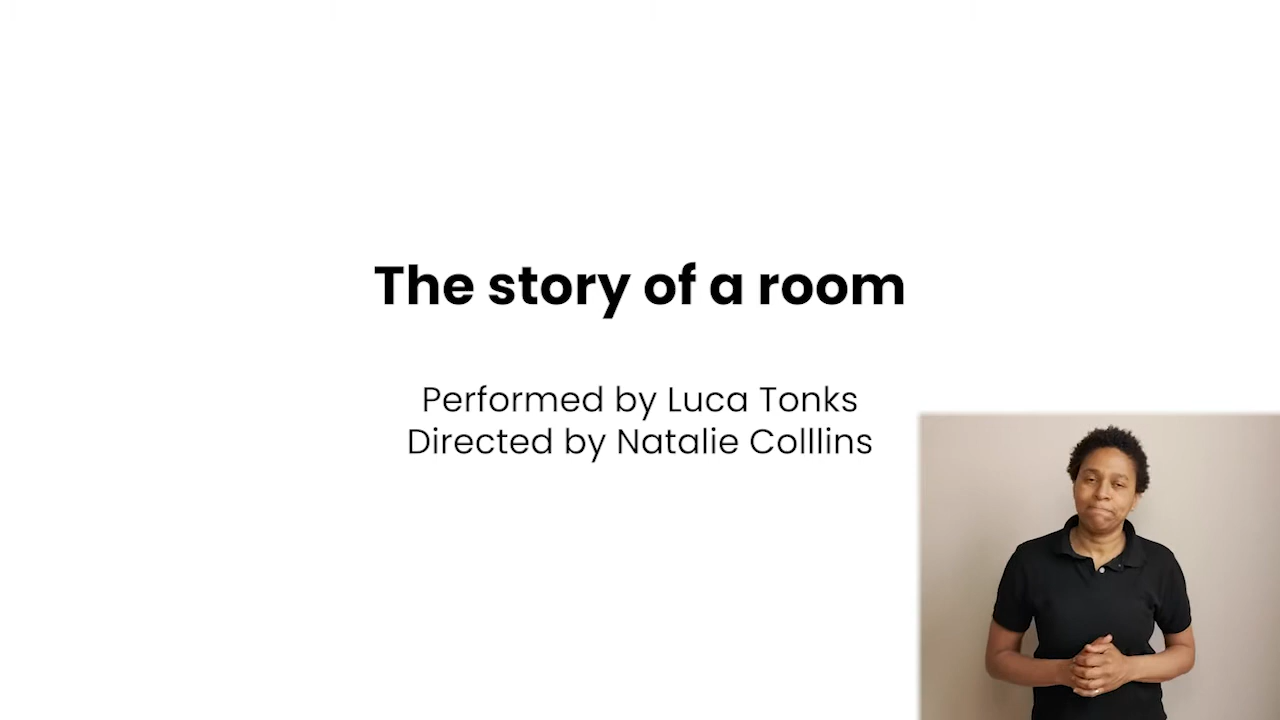 The story of a room
Performed by Luca Tonks
Directed by Natalie Colllins